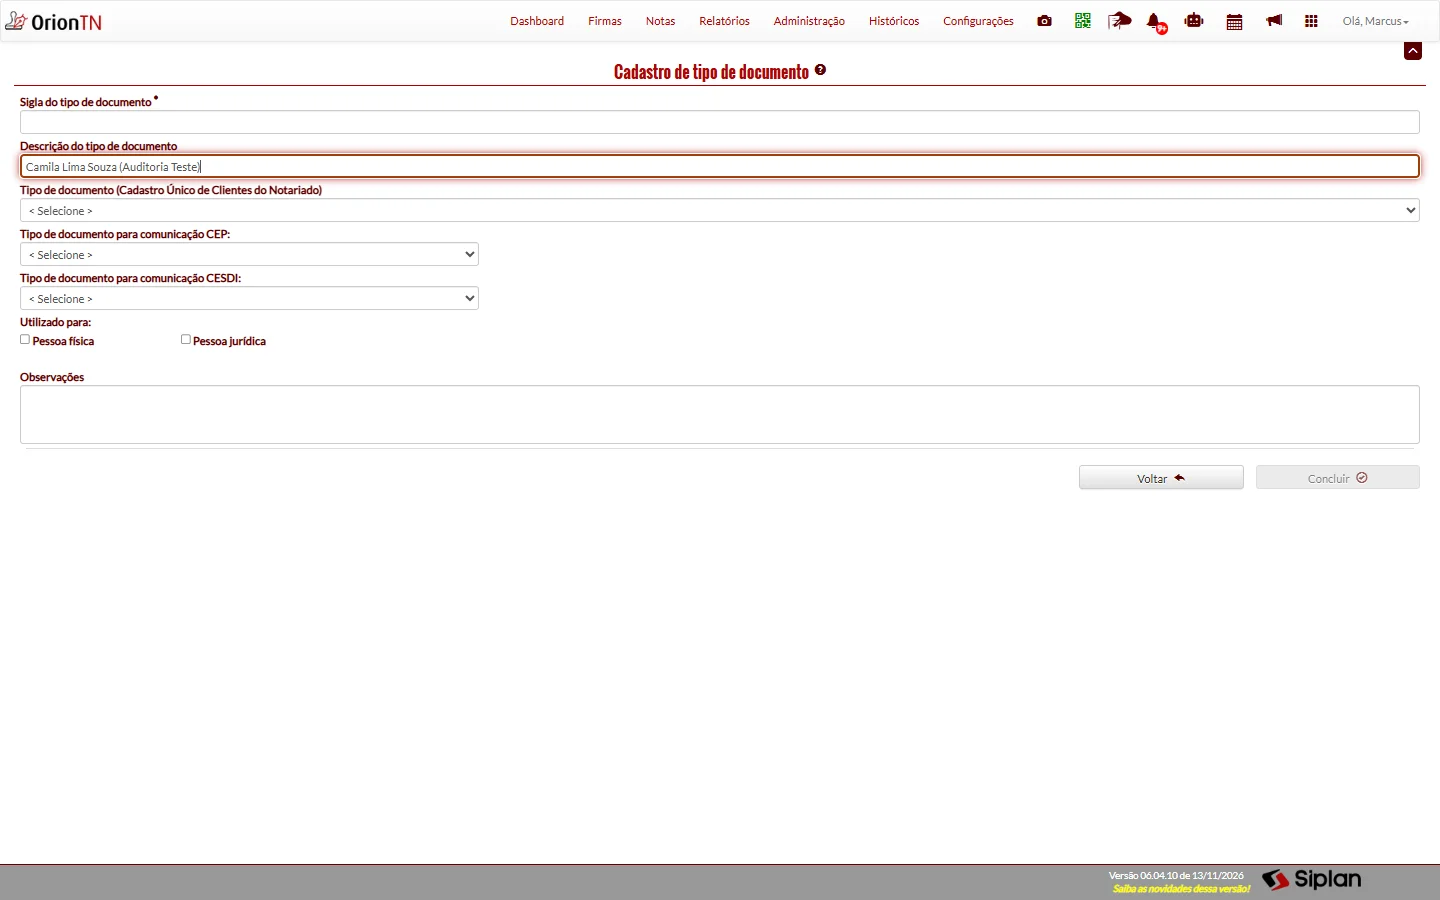 OrionTN
Dashboard Firmas Notas Relatórios Administração Históricos Configurações 9+ Olá, Marcus
Cadastro de tipo de documento ?
Sigla do tipo de documento *
Descrição do tipo de documento
Camila Lima Souza (Auditoria Teste)
Tipo de documento (Cadastro Único de Clientes do Notariado)
< Selecione >
Tipo de documento para comunicação CEP:
< Selecione >
Tipo de documento para comunicação CESDI:
< Selecione >
Utilizado para:
Pessoa física Pessoa jurídica
Observações
Voltar Concluir
Versão 06.04.10 de 13/11/2026
Saiba as novidades dessa versão!
Siplan